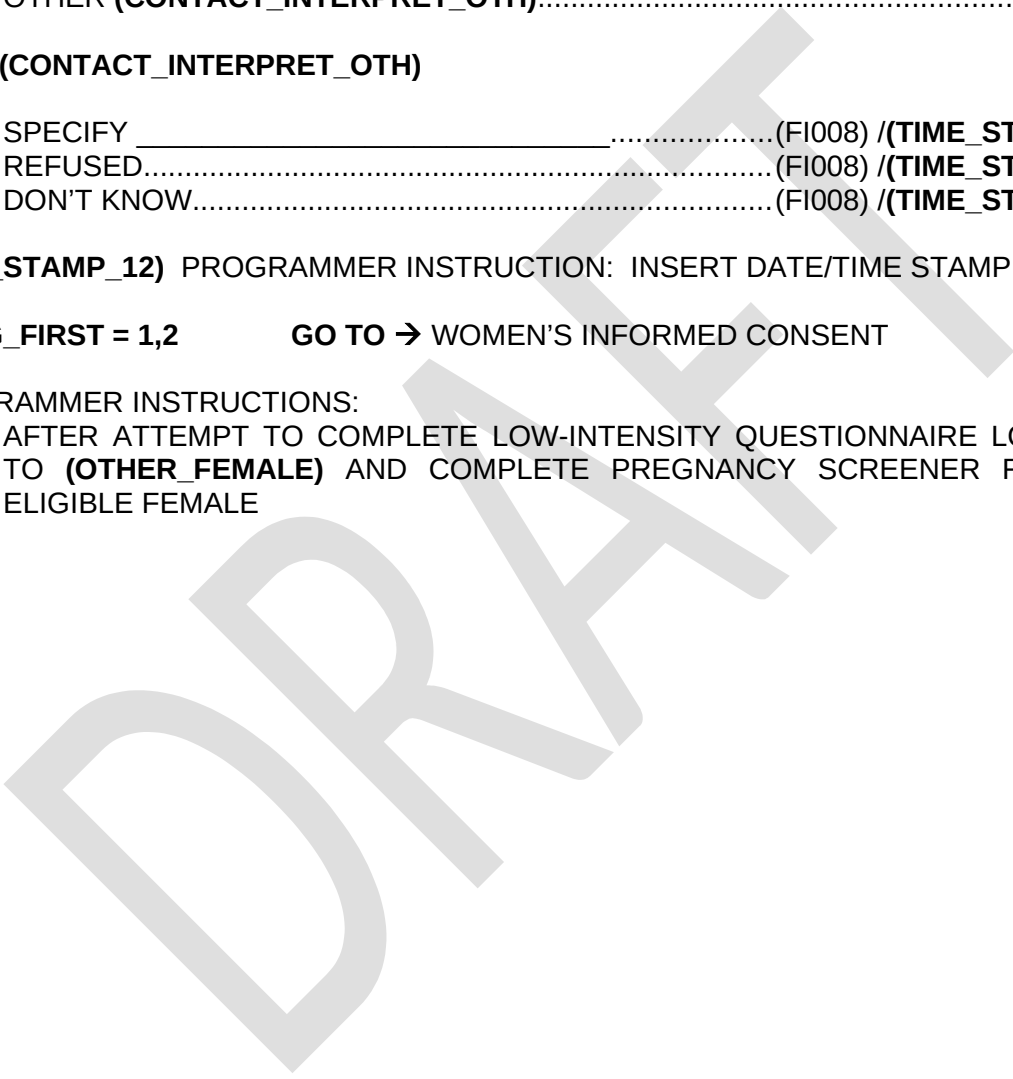 OTHER (CONTACT_INTERPRET_OTH)..........................................................
(CONTACT_INTERPRET_OTH)
SPECIFY ____________________________....................(FI008) /(TIME_ST
REFUSED............................................................................(FI008) /(TIME_ST
DON'T KNOW......................................................................(FI008) /(TIME_ST
_STAMP_12) PROGRAMMER INSTRUCTION: INSERT DATE/TIME STAMP
_FIRST = 1,2 GO TO → WOMEN'S INFORMED CONSENT
RAMMER INSTRUCTIONS:
AFTER ATTEMPT TO COMPLETE LOW-INTENSITY QUESTIONNAIRE LO
TO (OTHER_FEMALE) AND COMPLETE PREGNANCY SCREENER F
ELIGIBLE FEMALE
DRAFT